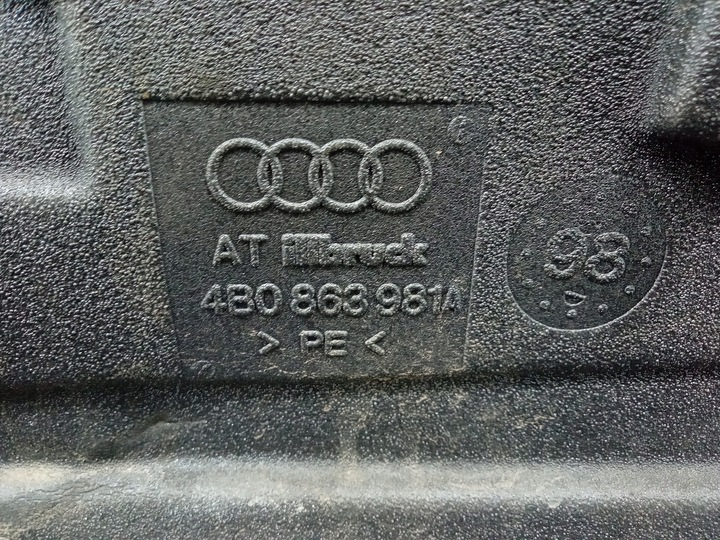 AT illbruck
4B0 863 981A
> PE <
98